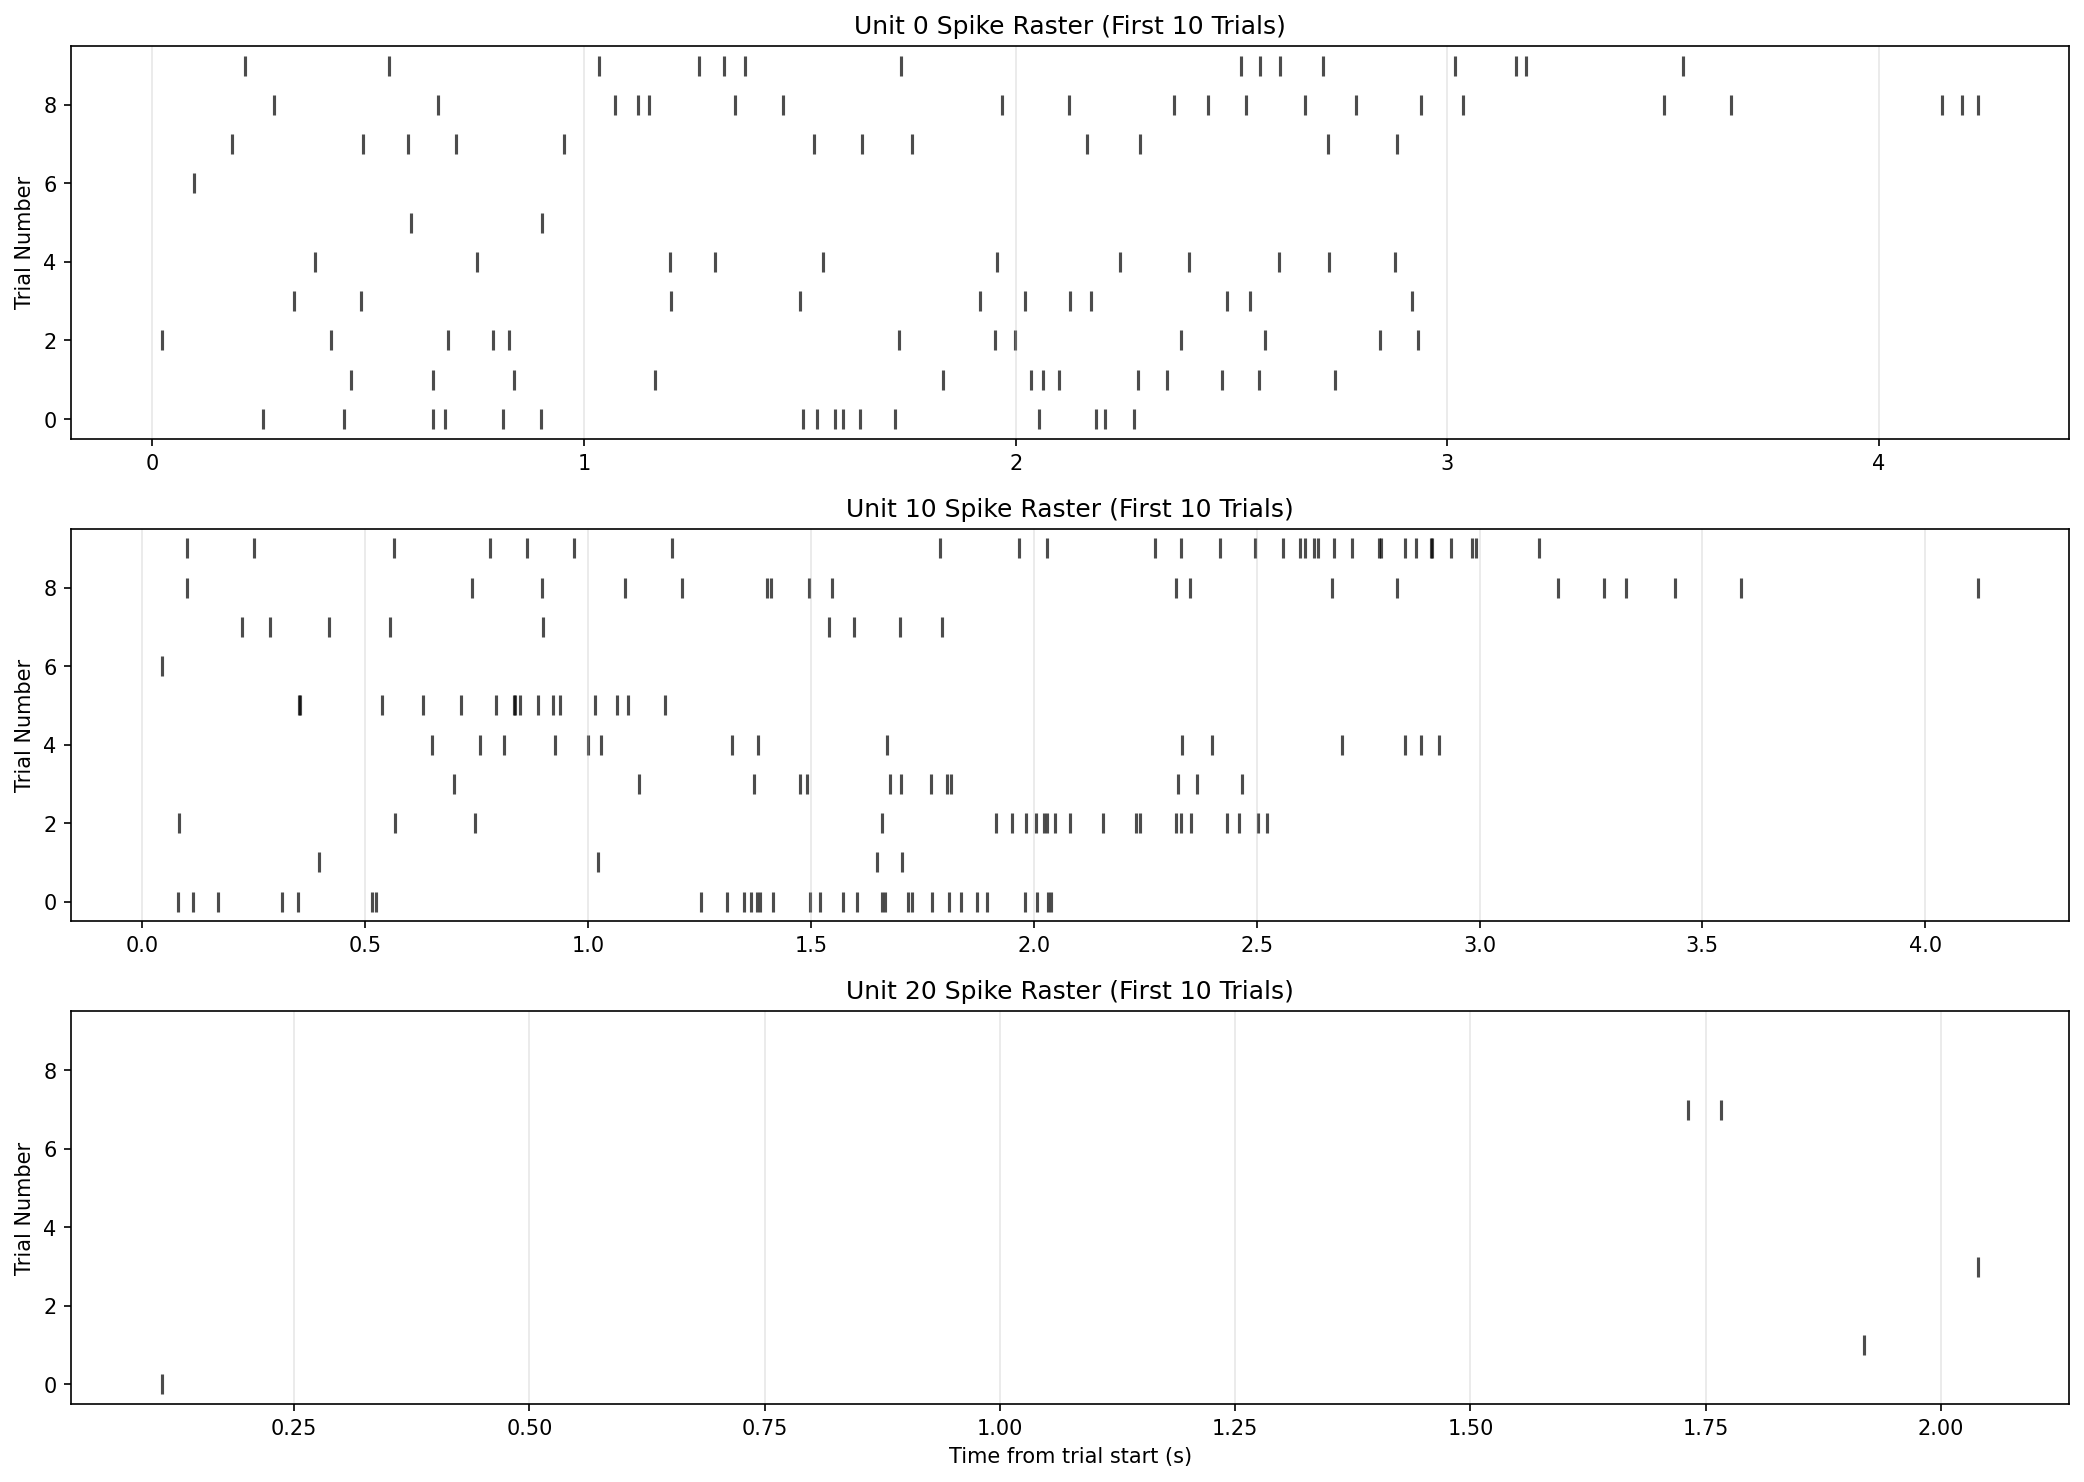 Unit 0 Spike Raster (First 10 Trials)
Trial Number
8
6
4
2
0
0 1 2 3 4
Unit 10 Spike Raster (First 10 Trials)
Trial Number
8
6
4
2
0
0.0 0.5 1.0 1.5 2.0 2.5 3.0 3.5 4.0
Unit 20 Spike Raster (First 10 Trials)
Trial Number
8
6
4
2
0
0.25 0.50 0.75 1.00 1.25 1.50 1.75 2.00
Time from trial start (s)